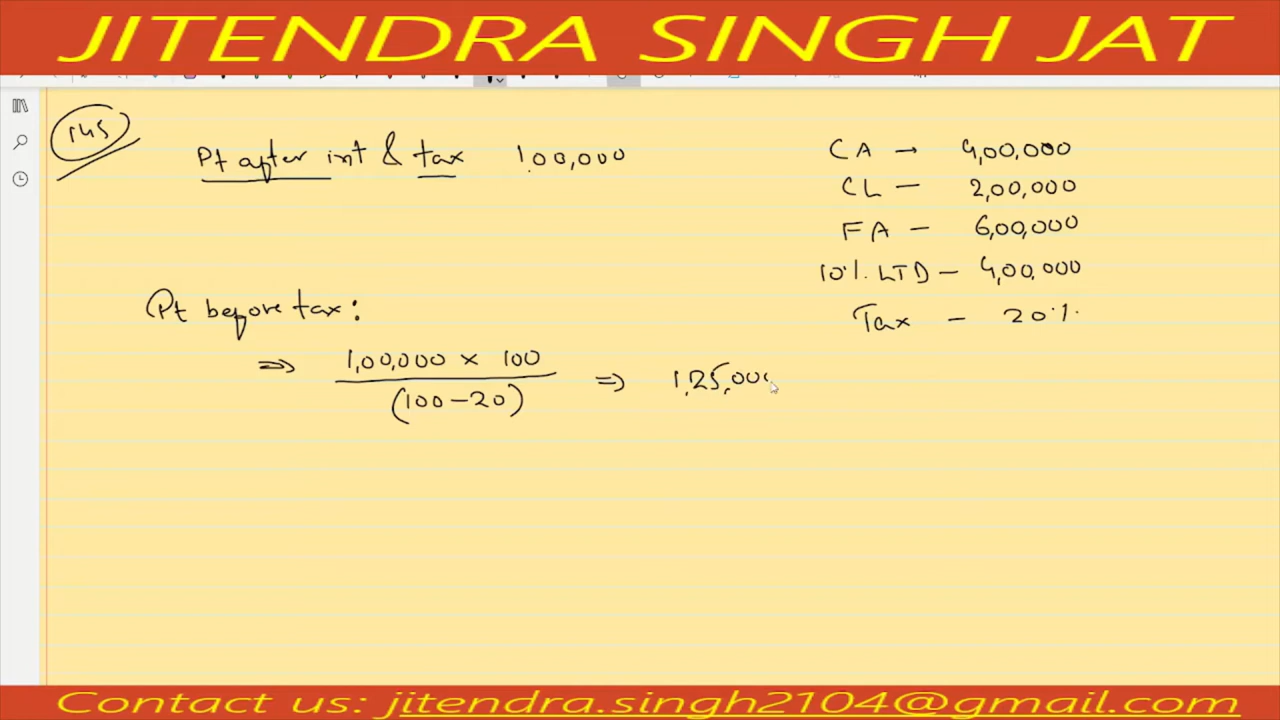 JITENDRA SINGH JAT
145
Pt after int & tax 1,00,000
CA → 4,00,000
CL — 2,00,000
FA — 6,00,000
10% LTD — 4,00,000
Tax — 20%
Pt before tax:
⇒ 1,00,000 × 100
(100 - 20)
⇒ 1,25,000
Contact us: jitendra.singh2104@gmail.com